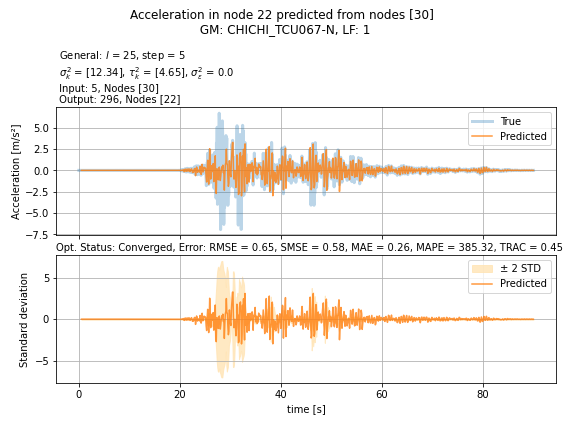 Acceleration in node 22 predicted from nodes [30]
GM: CHICHI_TCU067-N, LF: 1
General: l = 25, step = 5
σ²ₖ = [12.34], τ²ₖ = [4.65], σ²ε = 0.0
Input: 5, Nodes [30]
Output: 296, Nodes [22]
Acceleration [m/s²]
5.0
2.5
0.0
−2.5
−5.0
−7.5
True
Predicted
Opt. Status: Converged, Error: RMSE = 0.65, SMSE = 0.58, MAE = 0.26, MAPE = 385.32, TRAC = 0.45
Standard deviation
5
0
−5
± 2 STD
Predicted
0 20 40 60 80
time [s]